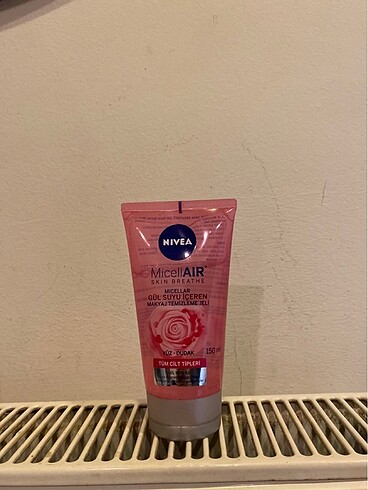 NIVEA
MicellAIR
SKIN BREATHE
MICELLAR
GÜL SUYU İÇEREN
MAKYAJ TEMİZLEME JELİ
YÜZ - DUDAK
150
TÜM CİLT TİPLERİ